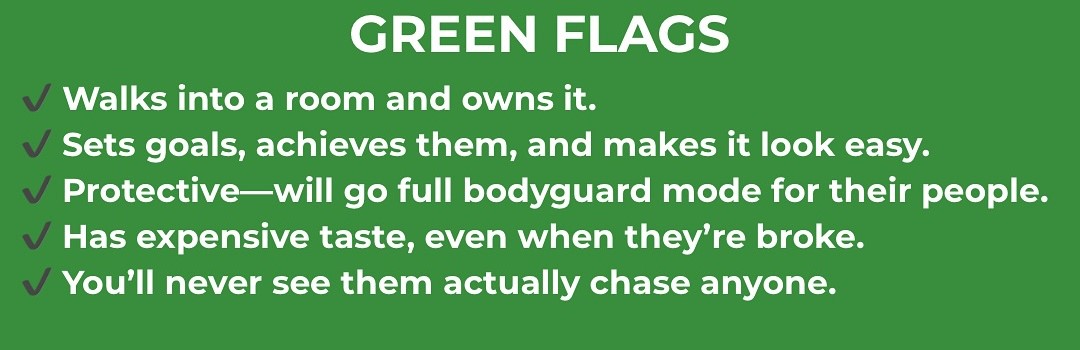 GREEN FLAGS
✔ Walks into a room and owns it.
✔ Sets goals, achieves them, and makes it look easy.
✔ Protective—will go full bodyguard mode for their people.
✔ Has expensive taste, even when they’re broke.
✔ You’ll never see them actually chase anyone.